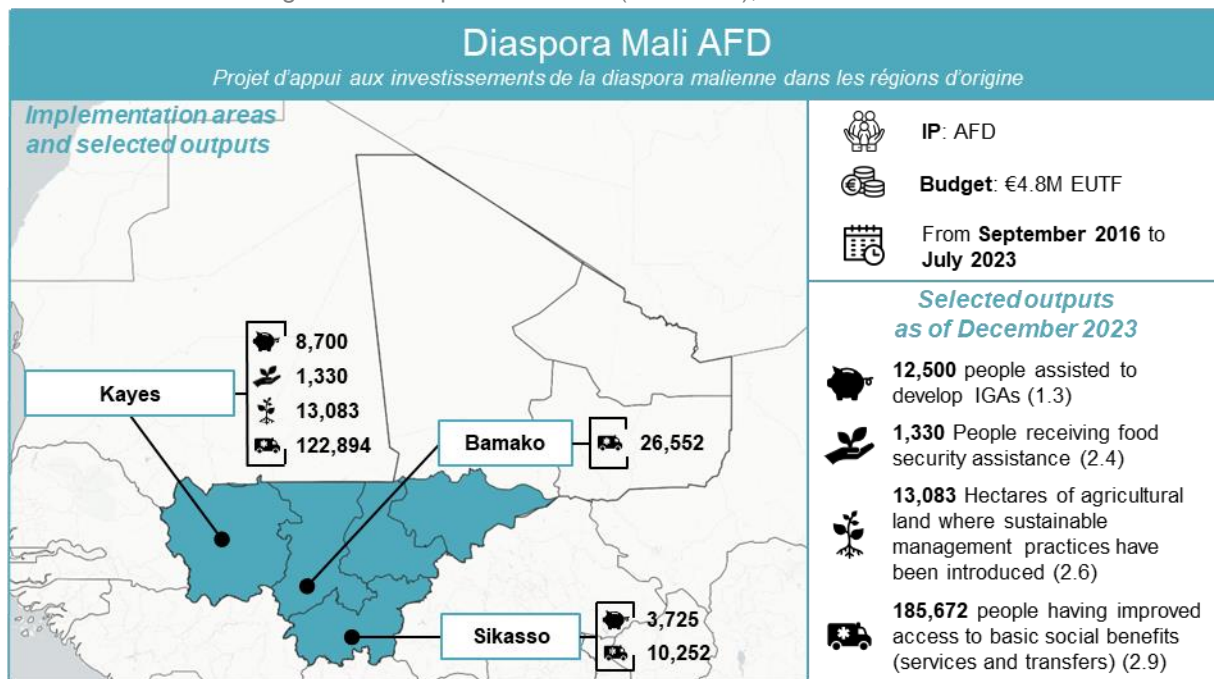 Diaspora Mali AFD
Projet d'appui aux investissements de la diaspora malienne dans les régions d'origine
Implementation areas
and selected outputs
Kayes
8,700
1,330
13,083
122,894
Bamako
26,552
Sikasso
3,725
10,252
IP: AFD
Budget: €4.8M EUTF
From September 2016 to
July 2023
Selected outputs
as of December 2023
12,500 people assisted to
develop IGAs (1.3)
1,330 People receiving food
security assistance (2.4)
13,083 Hectares of agricultural
land where sustainable
management practices have
been introduced (2.6)
185,672 people having improved
access to basic social benefits
(services and transfers) (2.9)